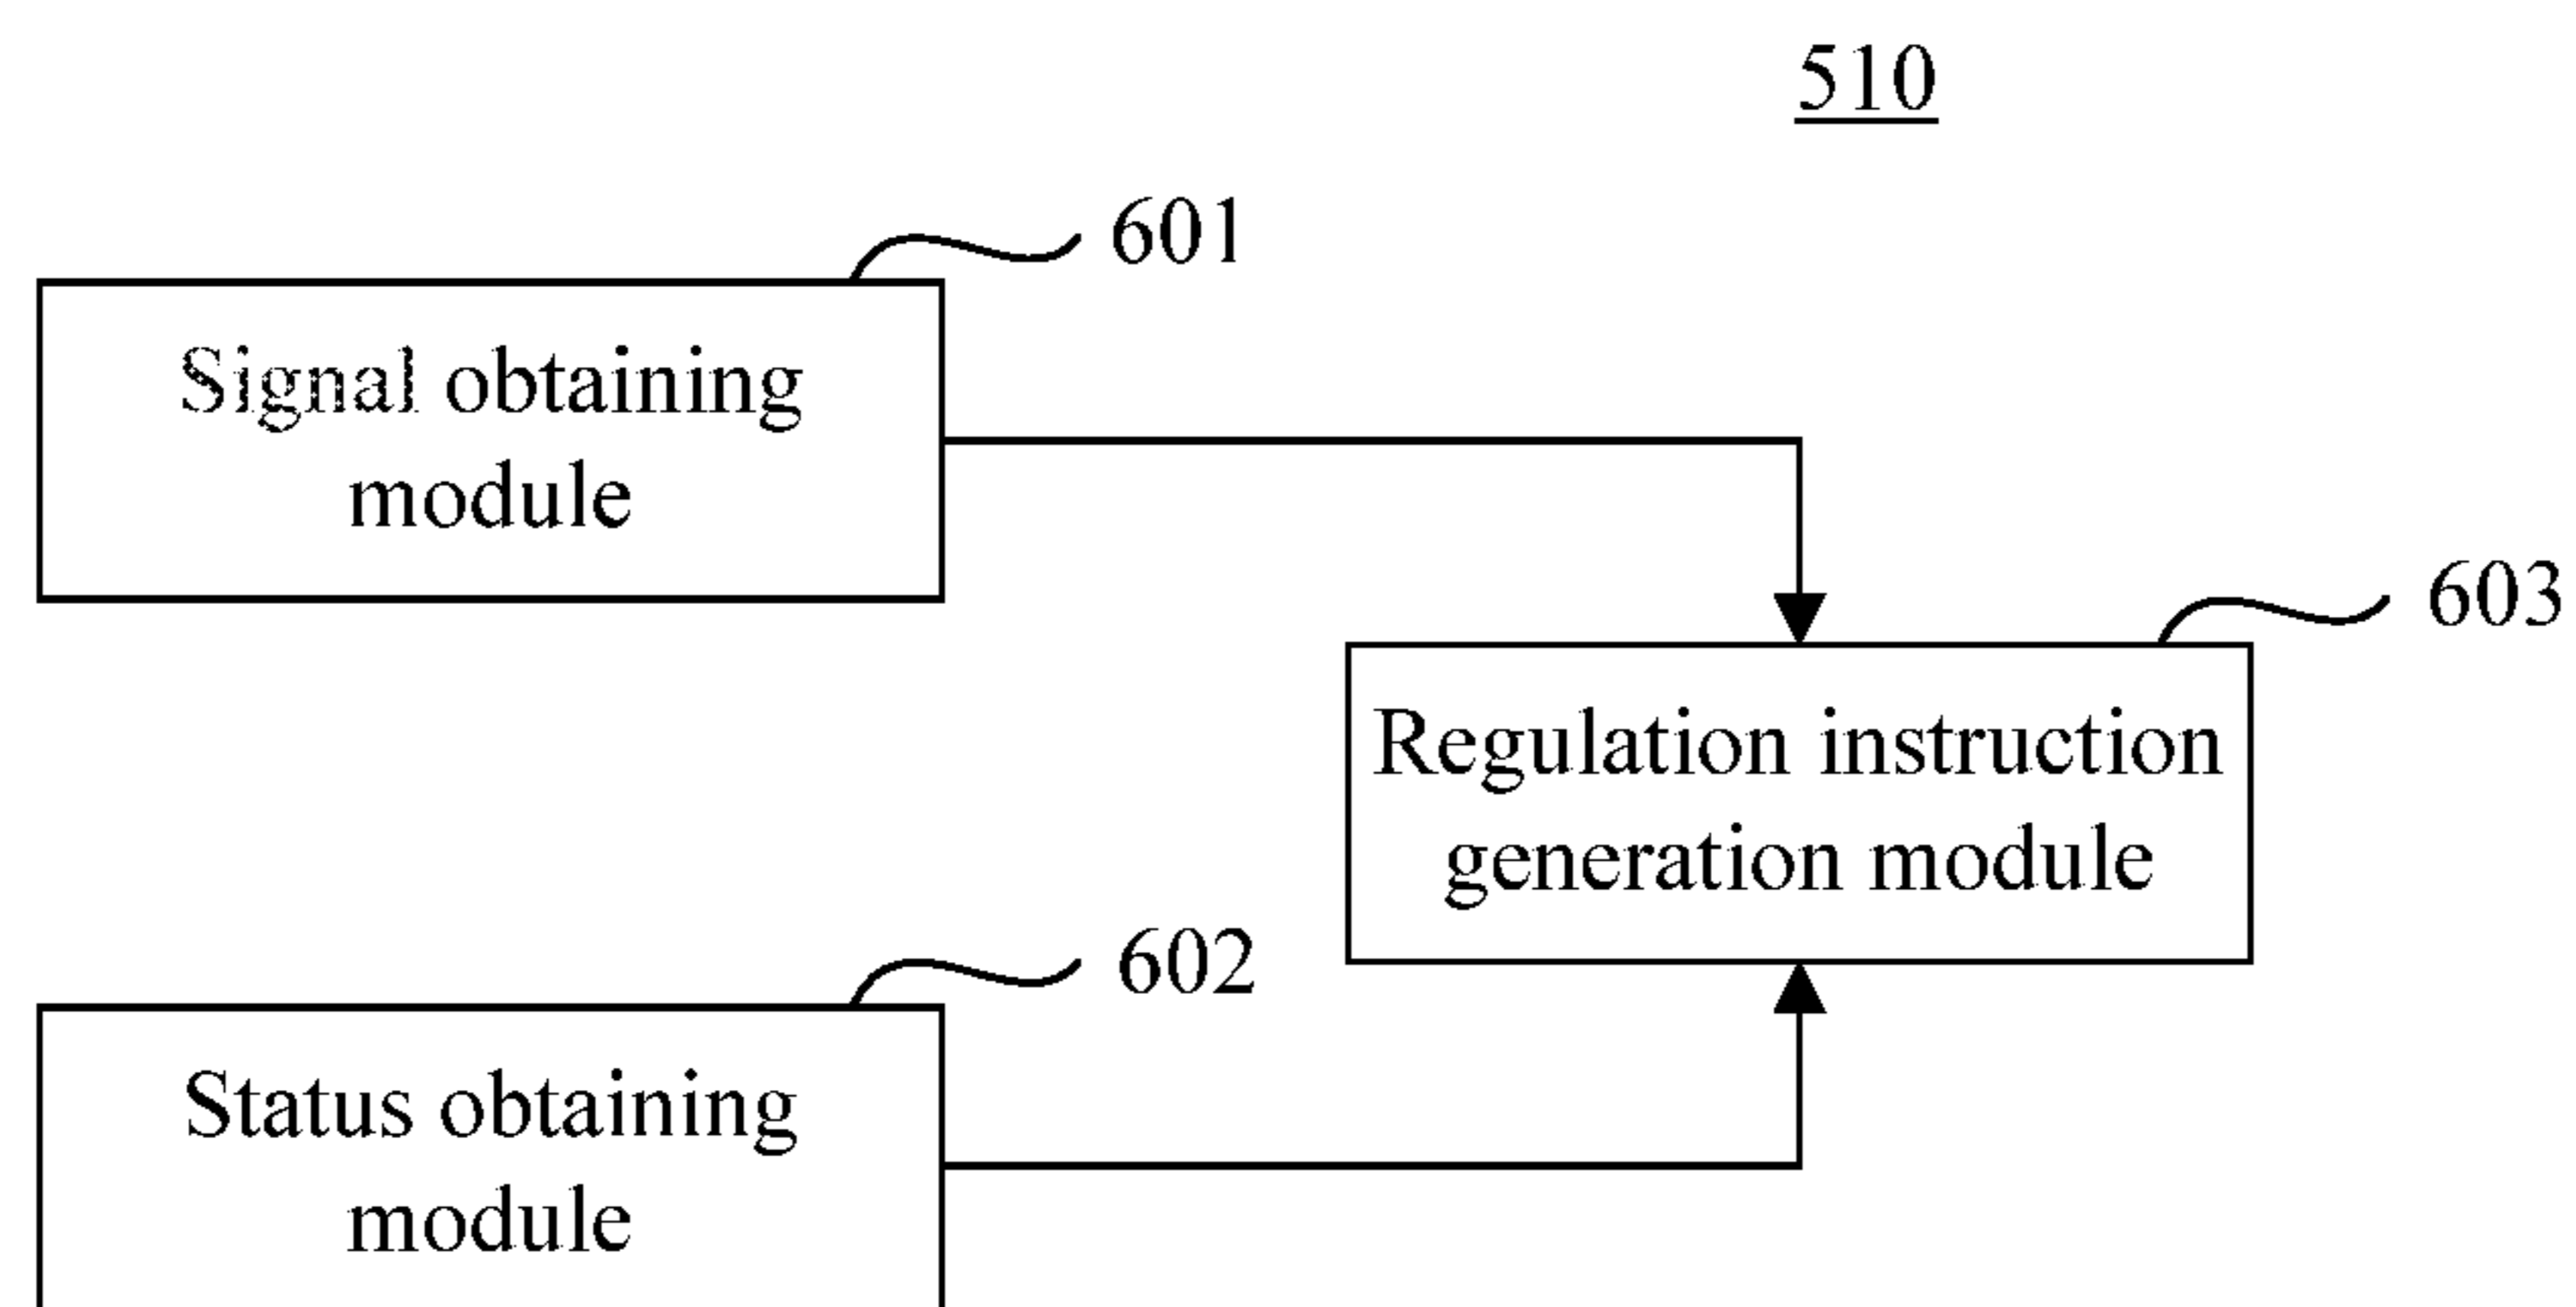 510
601
Signal obtaining
module
603
Regulation instruction
generation module
602
Status obtaining
module